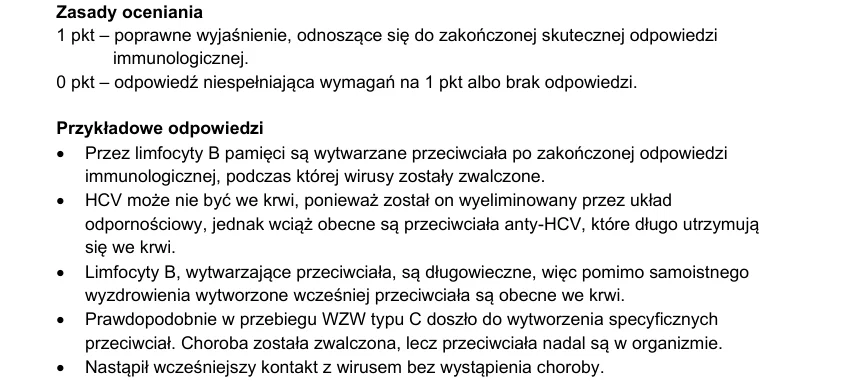 Zasady oceniania
1 pkt – poprawne wyjaśnienie, odnoszące się do zakończonej skutecznej odpowiedzi
immunologicznej.
0 pkt – odpowiedź niespełniająca wymagań na 1 pkt albo brak odpowiedzi.
Przykładowe odpowiedzi
• Przez limfocyty B pamięci są wytwarzane przeciwciała po zakończonej odpowiedzi
immunologicznej, podczas której wirusy zostały zwalczone.
• HCV może nie być we krwi, ponieważ został on wyeliminowany przez układ
odpornościowy, jednak wciąż obecne są przeciwciała anty-HCV, które długo utrzymują
się we krwi.
• Limfocyty B, wytwarzające przeciwciała, są długowieczne, więc pomimo samoistnego
wyzdrowienia wytworzone wcześniej przeciwciała są obecne we krwi.
• Prawdopodobnie w przebiegu WZW typu C doszło do wytworzenia specyficznych
przeciwciał. Choroba została zwalczona, lecz przeciwciała nadal są w organizmie.
• Nastąpił wcześniejszy kontakt z wirusem bez wystąpienia choroby.